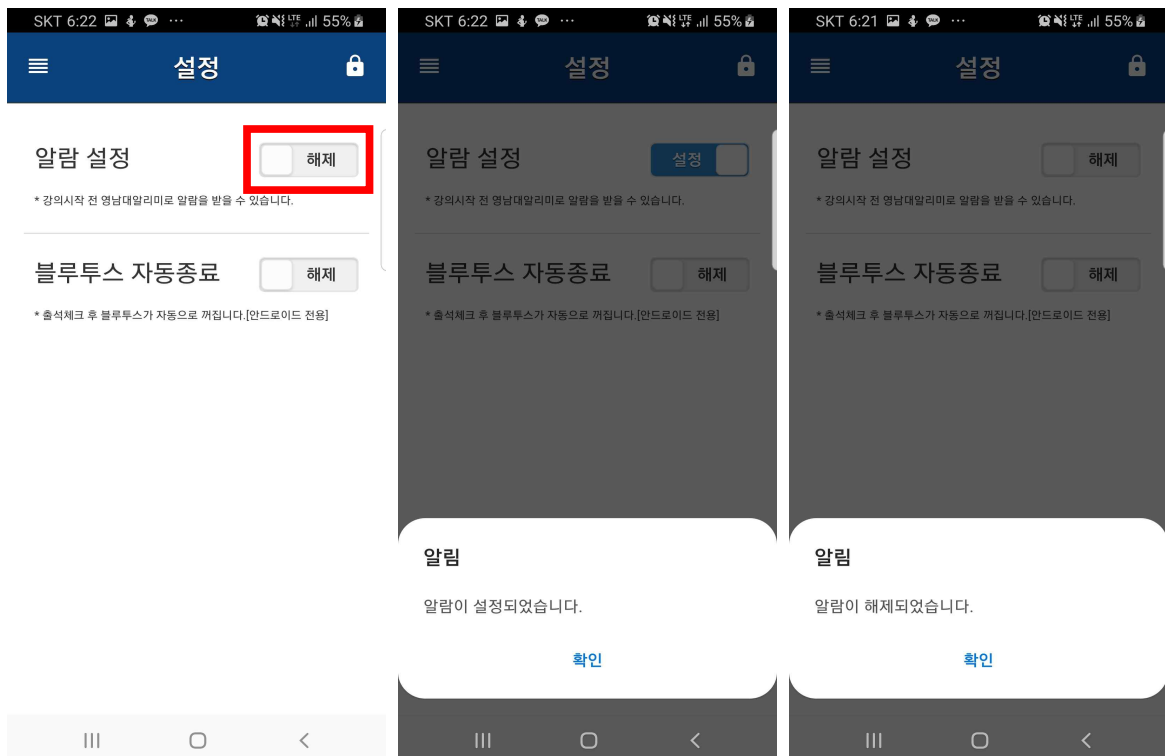 SKT 6:22 ··· LTE 55%
설정
알람 설정 해제
* 강의시작 전 영남대알리미로 알람을 받을 수 있습니다.
블루투스 자동종료 해제
* 출석체크 후 블루투스가 자동으로 꺼집니다.[안드로이드 전용]
SKT 6:22 TALK ··· LTE 55%
설정
알람 설정 설정
* 강의시작 전 영남대알리미로 알람을 받을 수 있습니다.
블루투스 자동종료 해제
* 출석체크 후 블루투스가 자동으로 꺼집니다.[안드로이드 전용]
알림
알람이 설정되었습니다.
확인
SKT 6:21 TALK ··· LTE 55%
설정
알람 설정 해제
* 강의시작 전 영남대알리미로 알람을 받을 수 있습니다.
블루투스 자동종료 해제
* 출석체크 후 블루투스가 자동으로 꺼집니다.[안드로이드 전용]
알림
알람이 해제되었습니다.
확인